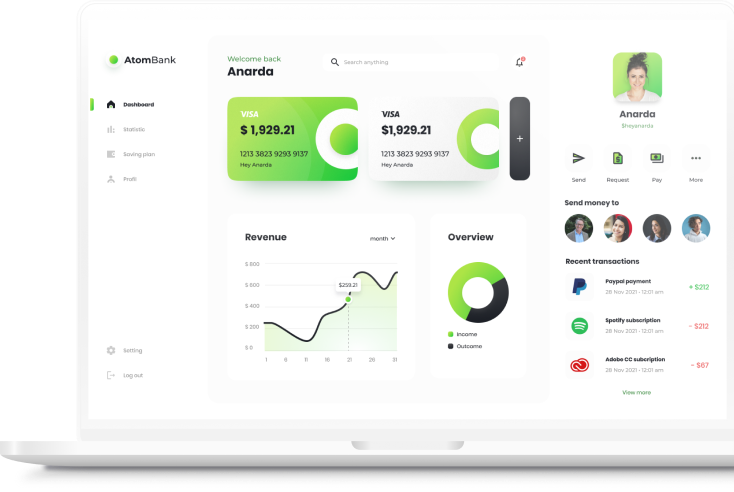 AtomBank
Dashboard
Statistic
Saving plan
Profil
Setting
Log out
Welcome back
Anarda
Search anything
VISA
$ 1,929.21
1213 3823 9293 9137
Hey Anarda
VISA
$1,929.21
1213 3823 9293 9137
Hey Anarda
+
Revenue
month
$ 800
$ 600
$ 400
$ 200
$ 0
$259.21
1 6 11 16 21 26 31
Overview
Income
Outcome
Anarda
$heyanarda
Send Request Pay More
Send money to
Recent transactions
Paypal payment
28 Nov 2021 • 12:01 am
+ $212
Spotify subscription
28 Nov 2021 • 12:01 am
- $212
Adobe CC subcription
28 Nov 2021 • 12:01 am
- $67
View more